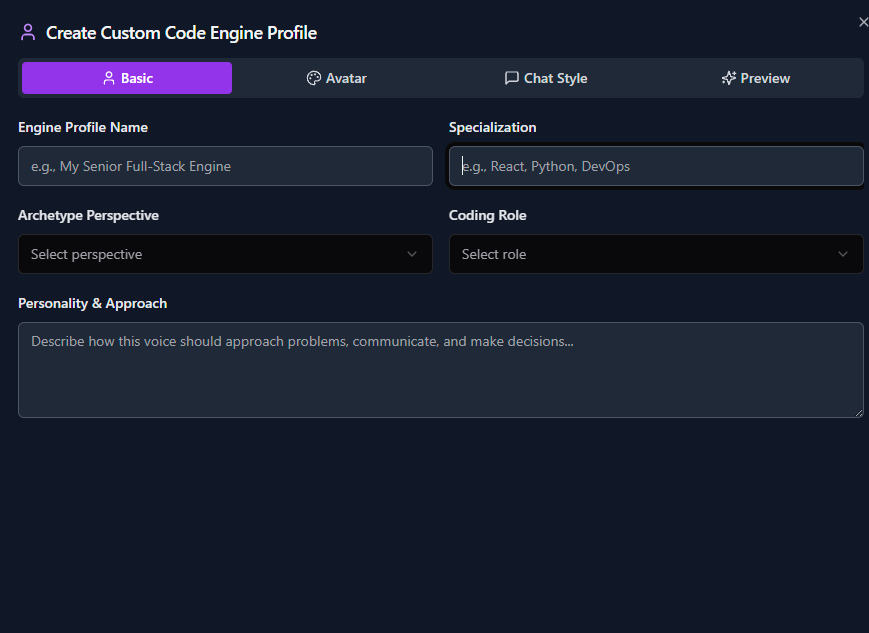 Create Custom Code Engine Profile
Basic
Avatar
Chat Style
Preview
Engine Profile Name
Specialization
e.g., My Senior Full-Stack Engine
e.g., React, Python, DevOps
Archetype Perspective
Coding Role
Select perspective
Select role
Personality & Approach
Describe how this voice should approach problems, communicate, and make decisions...